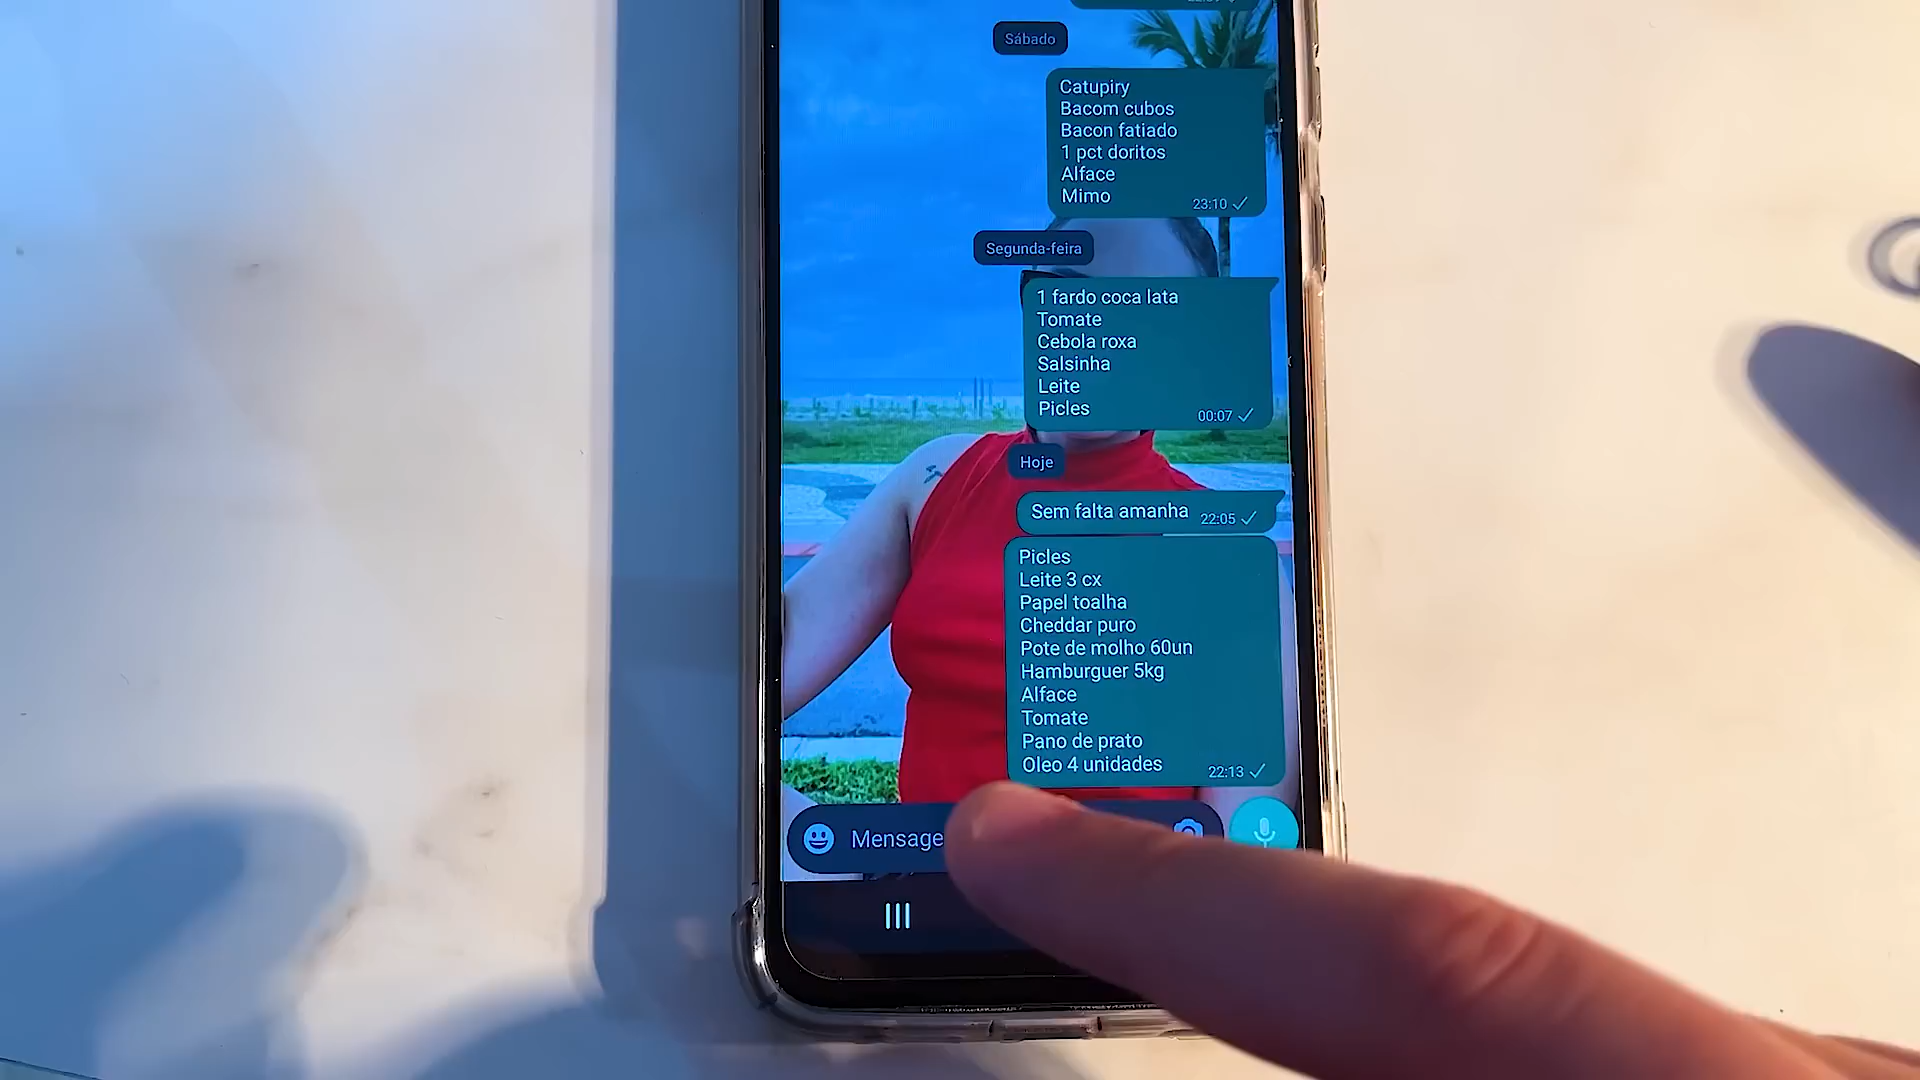 Sábado
Catupiry
Bacom cubos
Bacon fatiado
1 pct doritos
Alface
Mimo
23:10
Segunda-feira
1 fardo coca lata
Tomate
Cebola roxa
Salsinha
Leite
Picles
00:07
Hoje
Sem falta amanha
22:05
Picles
Leite 3 cx
Papel toalha
Cheddar puro
Pote de molho 60un
Hamburguer 5kg
Alface
Tomate
Pano de prato
Oleo 4 unidades
22:13
Mensage